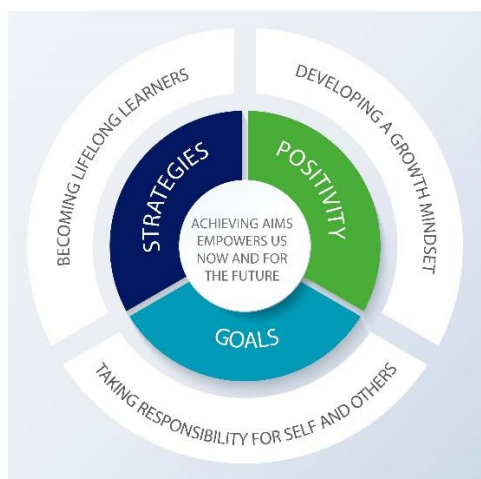 BECOMING LIFELONG LEARNERS
DEVELOPING A GROWTH MINDSET
STRATEGIES
POSITIVITY
ACHIEVING AIMS
EMPOWERS US
NOW AND FOR
THE FUTURE
GOALS
TAKING RESPONSIBILITY FOR SELF AND OTHERS